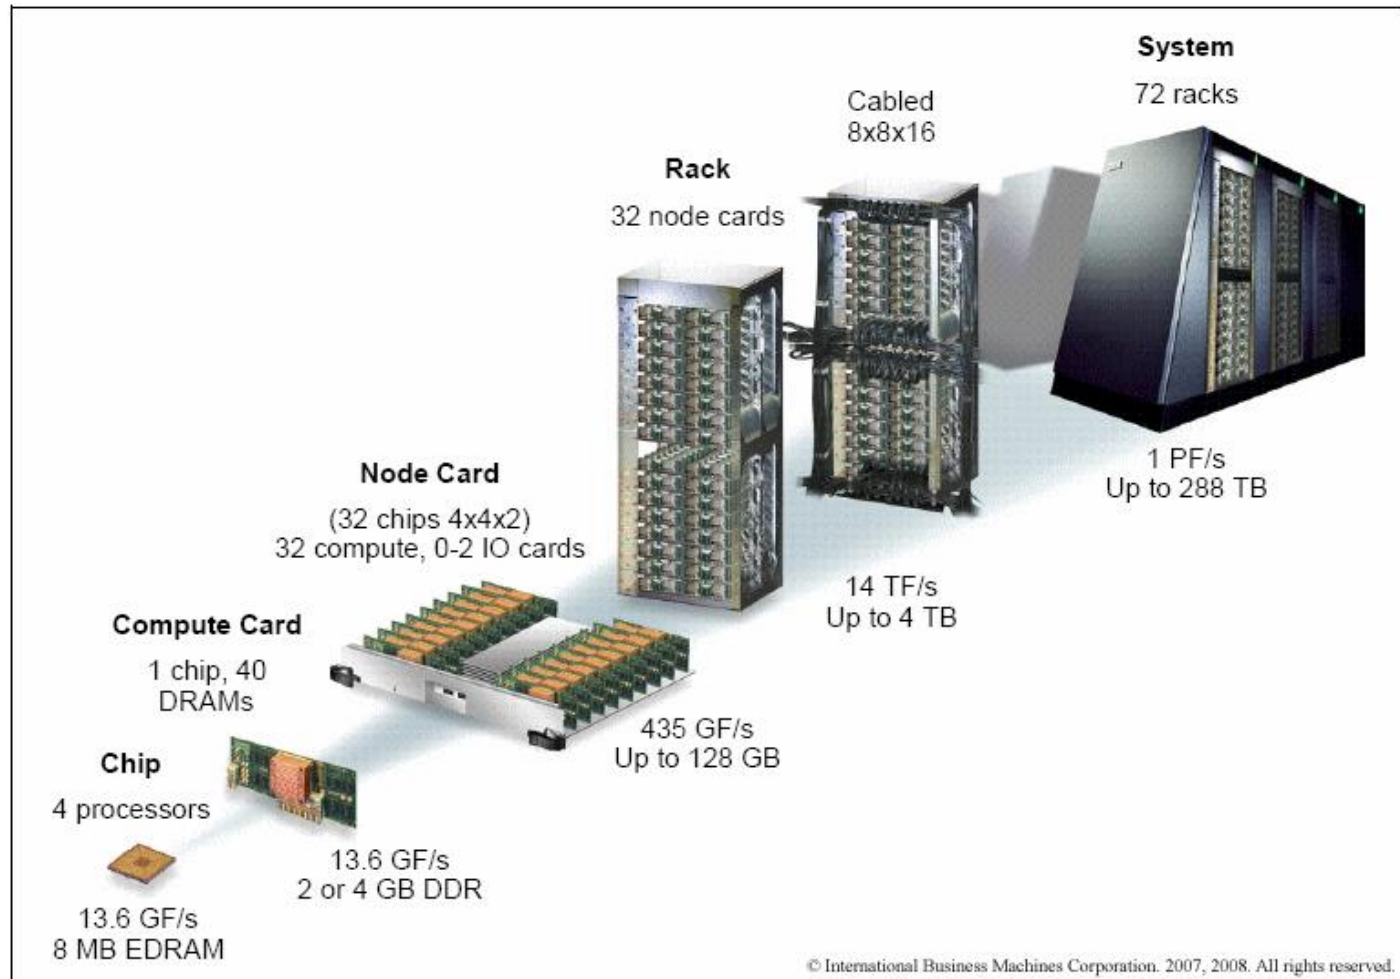 System
72 racks
Cabled
8x8x16
Rack
32 node cards
1 PF/s
Up to 288 TB
Node Card
(32 chips 4x4x2)
32 compute, 0-2 IO cards
14 TF/s
Up to 4 TB
Compute Card
1 chip, 40
DRAMs
435 GF/s
Up to 128 GB
Chip
4 processors
13.6 GF/s
2 or 4 GB DDR
13.6 GF/s
8 MB EDRAM
© International Business Machines Corporation. 2007, 2008. All rights reserved.